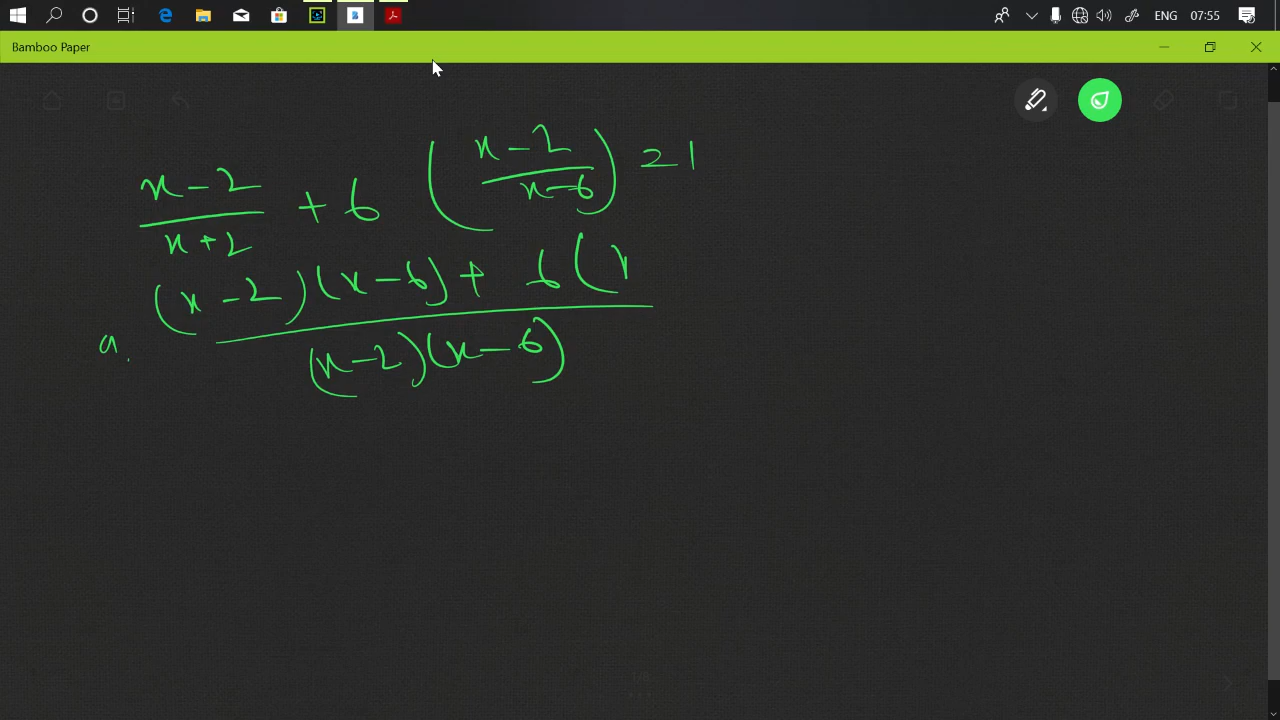 ENG 07:55
Bamboo Paper
x-2/x+2 + 6 (x-2/x-6) = 1
a. (x-2)(x-6) + 6(x/(x-2)(x-6)